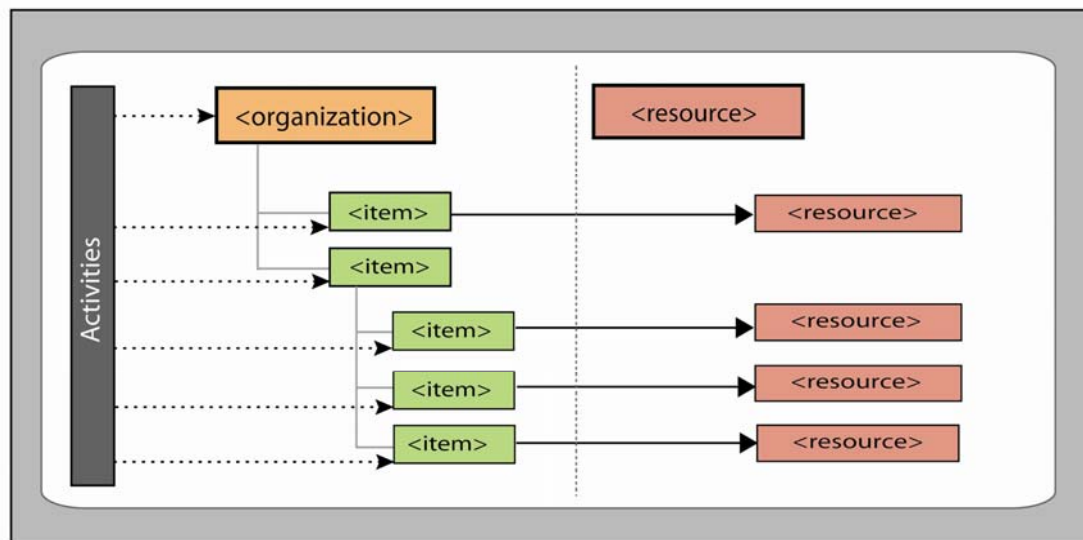 Activities
<organization>
<resource>
<item>
<resource>
<item>
<item>
<resource>
<item>
<resource>
<item>
<resource>